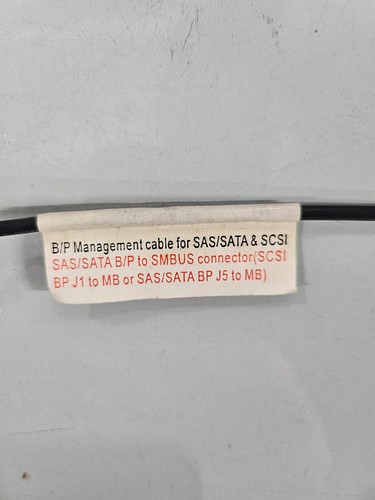 B/P Management cable for SAS/SATA & SCSI
SAS/SATA B/P to SMBUS connector(SCSI
BP J1 to MB or SAS/SATA BP J5 to MB)